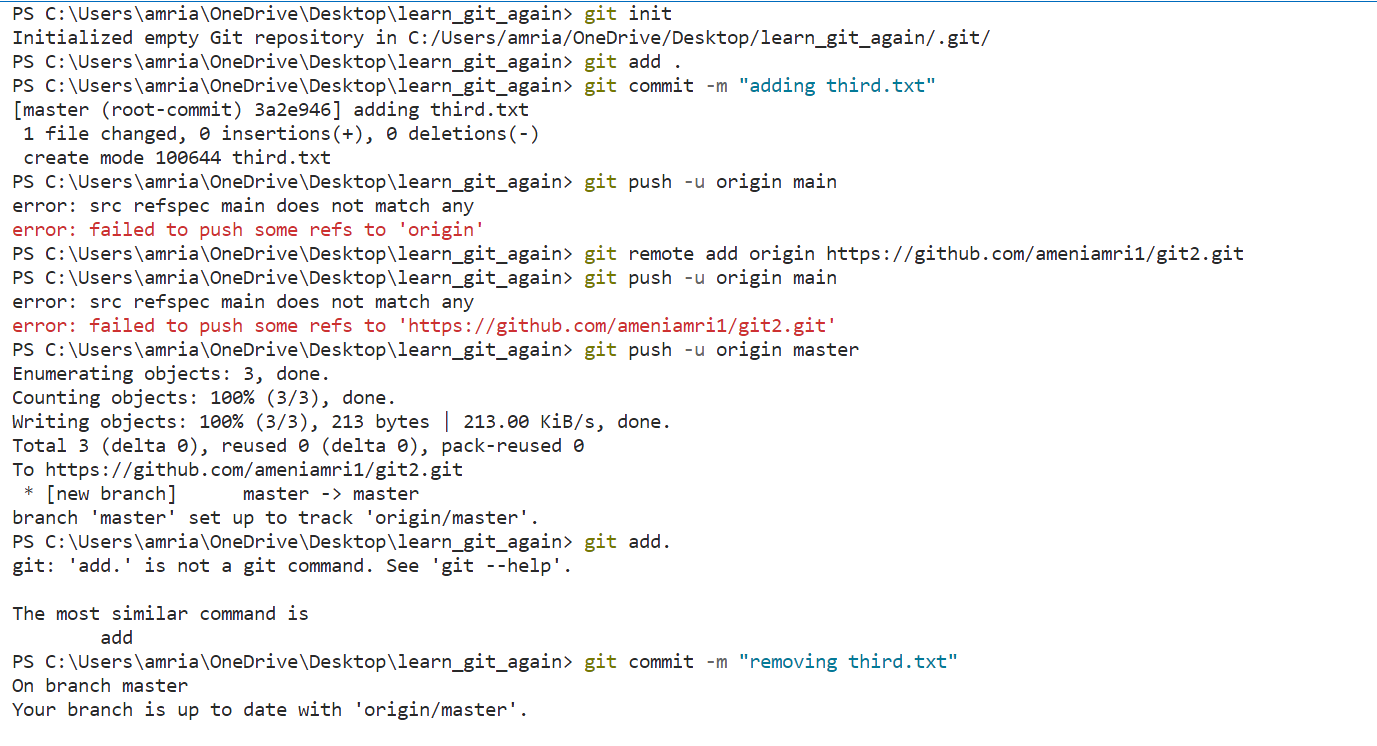 PS C:\Users\amria\OneDrive\Desktop\learn_git_again> git init
Initialized empty Git repository in C:/Users/amria/OneDrive/Desktop/learn_git_again/.git/
PS C:\Users\amria\OneDrive\Desktop\learn_git_again> git add .
PS C:\Users\amria\OneDrive\Desktop\learn_git_again> git commit -m "adding third.txt"
[master (root-commit) 3a2e946] adding third.txt
 1 file changed, 0 insertions(+), 0 deletions(-)
 create mode 100644 third.txt
PS C:\Users\amria\OneDrive\Desktop\learn_git_again> git push -u origin main
error: src refspec main does not match any
error: failed to push some refs to 'origin'
PS C:\Users\amria\OneDrive\Desktop\learn_git_again> git remote add origin https://github.com/ameniamri1/git2.git
PS C:\Users\amria\OneDrive\Desktop\learn_git_again> git push -u origin main
error: src refspec main does not match any
error: failed to push some refs to 'https://github.com/ameniamri1/git2.git'
PS C:\Users\amria\OneDrive\Desktop\learn_git_again> git push -u origin master
Enumerating objects: 3, done.
Counting objects: 100% (3/3), done.
Writing objects: 100% (3/3), 213 bytes | 213.00 KiB/s, done.
Total 3 (delta 0), reused 0 (delta 0), pack-reused 0
To https://github.com/ameniamri1/git2.git
 * [new branch]      master -> master
branch 'master' set up to track 'origin/master'.
PS C:\Users\amria\OneDrive\Desktop\learn_git_again> git add.
git: 'add.' is not a git command. See 'git --help'.

The most similar command is
        add
PS C:\Users\amria\OneDrive\Desktop\learn_git_again> git commit -m "removing third.txt"
On branch master
Your branch is up to date with 'origin/master'.